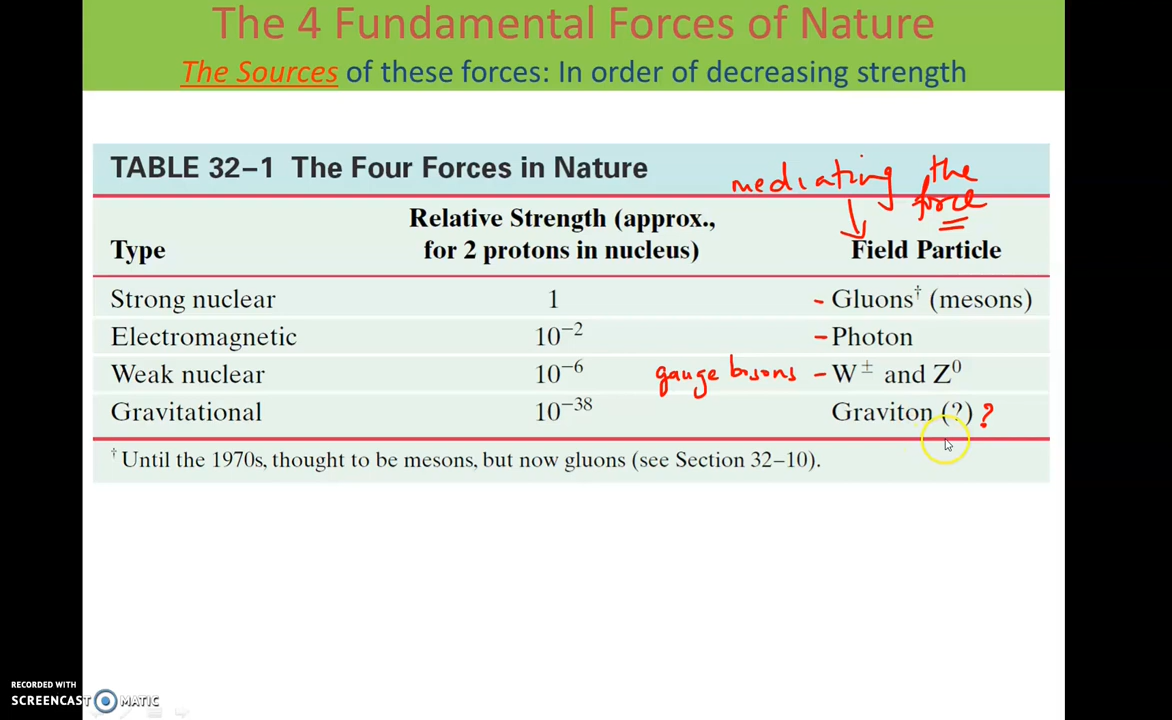 The 4 Fundamental Forces of Nature
The Sources of these forces: In order of decreasing strength
TABLE 32–1 The Four Forces in Nature
mediating the
force
Relative Strength (approx.,
Type for 2 protons in nucleus) Field Particle
Strong nuclear 1 - Gluons† (mesons)
Electromagnetic 10⁻² - Photon
Weak nuclear 10⁻⁶ gauge bosons - W± and Z⁰
Gravitational 10⁻³⁸ Graviton (?) ?
† Until the 1970s, thought to be mesons, but now gluons (see Section 32–10).
RECORDED WITH
SCREENCAST MATIC